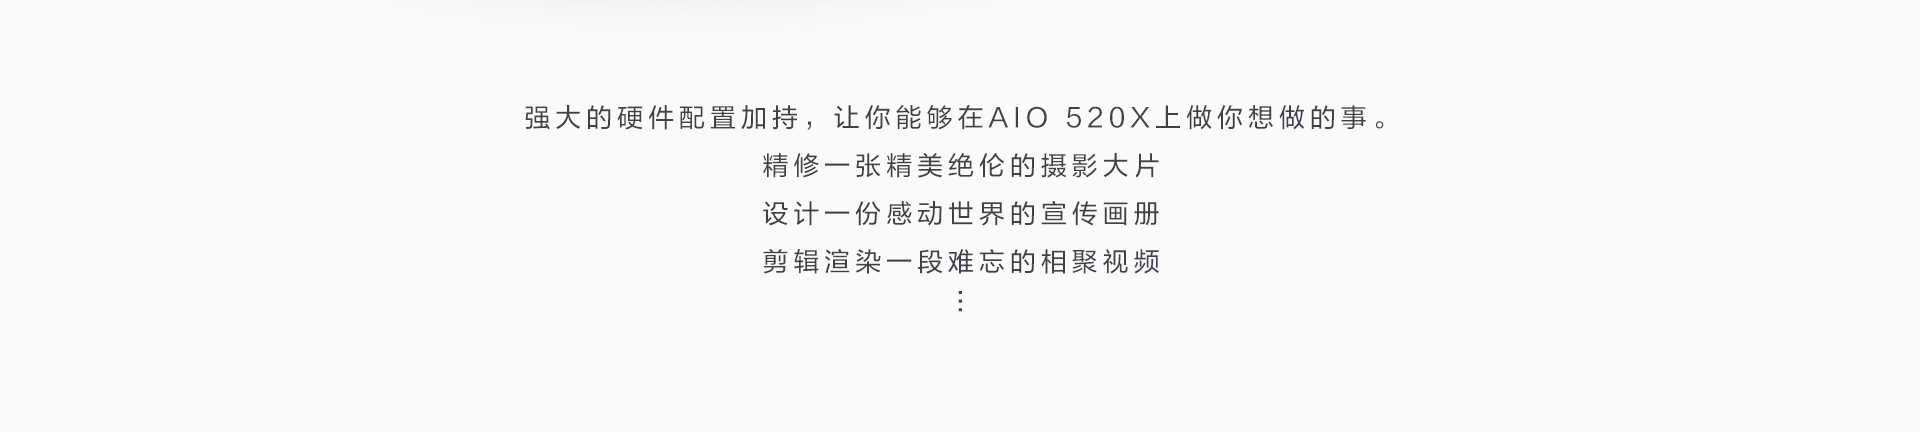 强大的硬件配置加持，让你能够在AIO 520X上做你想做的事。
精修一张精美绝伦的摄影大片
设计一份感动世界的宣传画册
剪辑渲染一段难忘的相聚视频
⋮